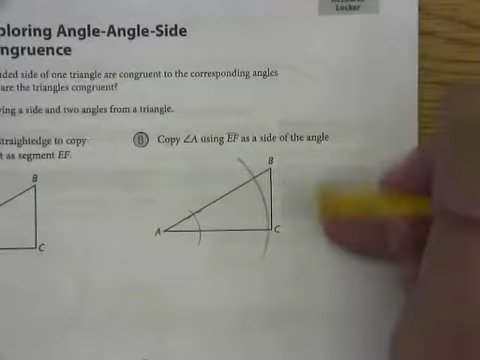 Locker
ploring Angle-Angle-Side
ngruence
uded side of one triangle are congruent to the corresponding angles
are the triangles congruent?
ving a side and two angles from a triangle.
straightedge to copy
t as segment EF.
B Copy ∠A using EF as a side of the angle
B
C
B
A
C